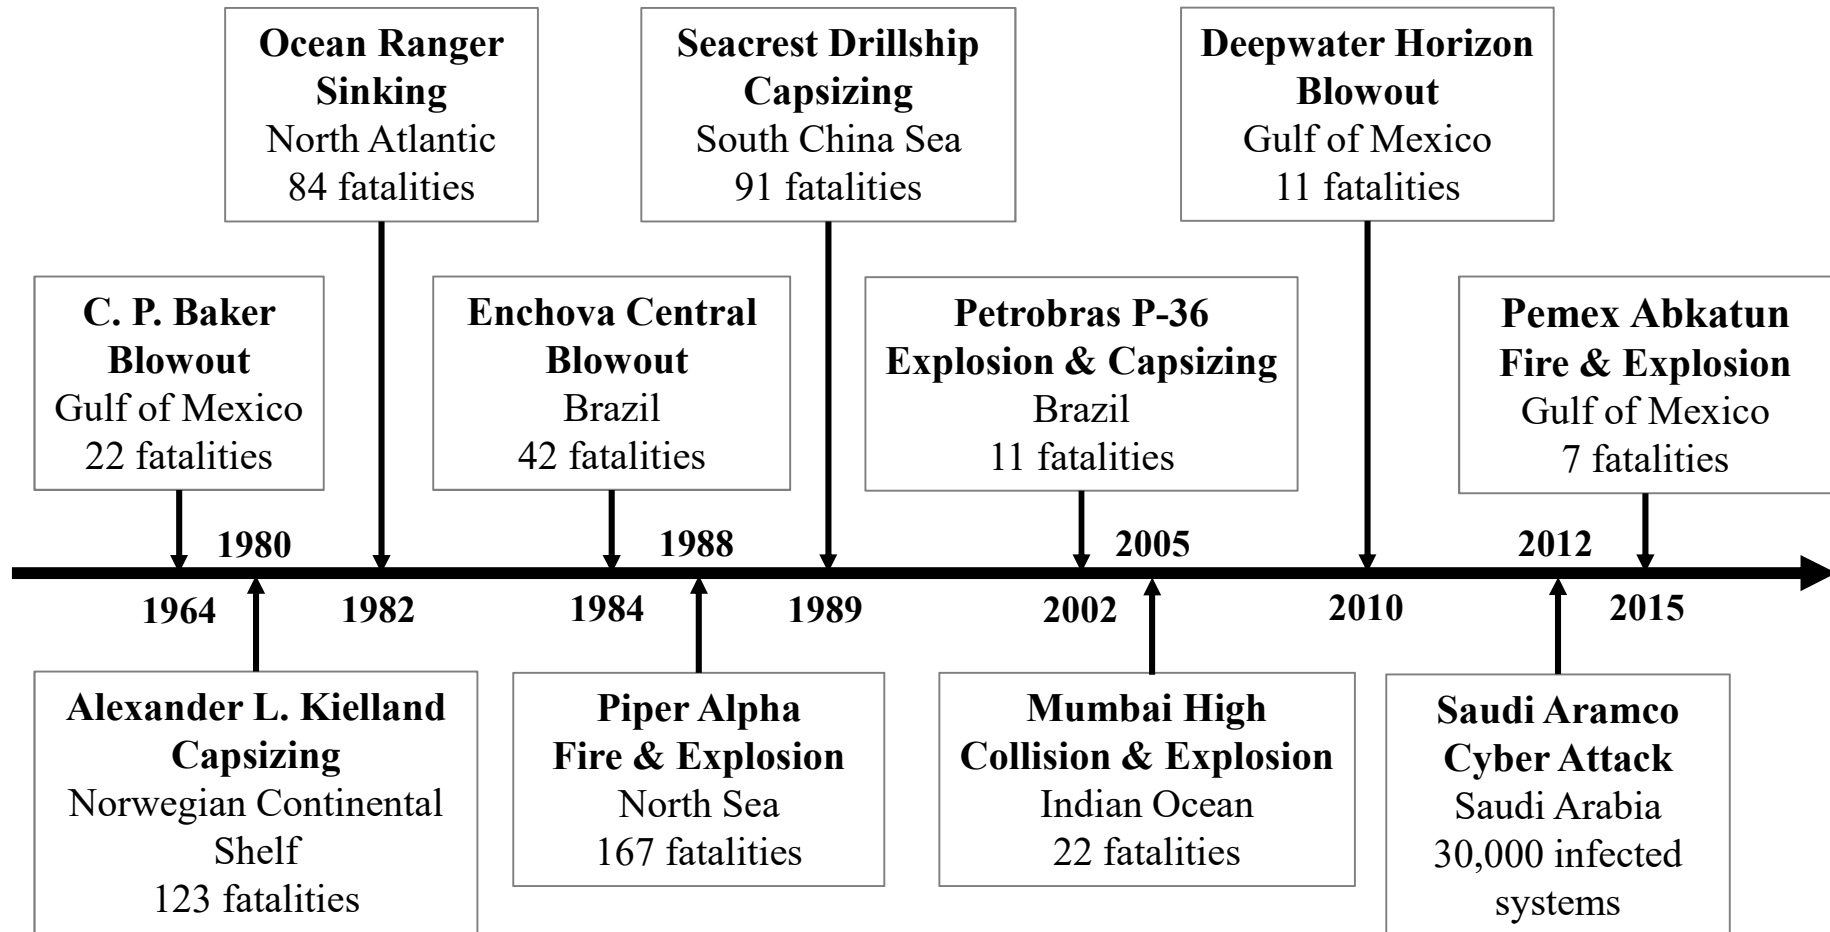 Ocean Ranger
Sinking
North Atlantic
84 fatalities
Seacrest Drillship
Capsizing
South China Sea
91 fatalities
Deepwater Horizon
Blowout
Gulf of Mexico
11 fatalities
C. P. Baker
Blowout
Gulf of Mexico
22 fatalities
Enchova Central
Blowout
Brazil
42 fatalities
Petrobras P-36
Explosion & Capsizing
Brazil
11 fatalities
Pemex Abkatun
Fire & Explosion
Gulf of Mexico
7 fatalities
1980
1988
2005
2012
1964
1982
1984
1989
2002
2010
2015
Alexander L. Kielland
Capsizing
Norwegian Continental
Shelf
123 fatalities
Piper Alpha
Fire & Explosion
North Sea
167 fatalities
Mumbai High
Collision & Explosion
Indian Ocean
22 fatalities
Saudi Aramco
Cyber Attack
Saudi Arabia
30,000 infected
systems